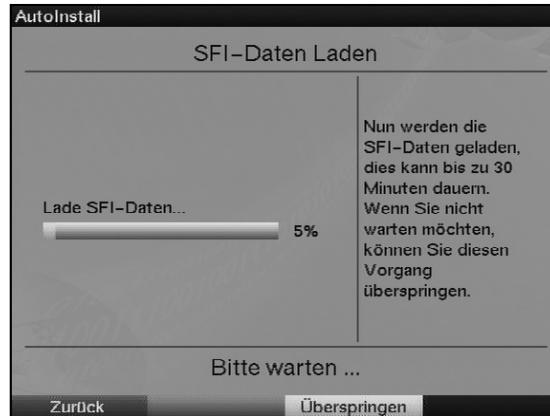 AutoInstall
SFI-Daten Laden
Lade SFI-Daten...
5%
Nun werden die
SFI-Daten geladen,
dies kann bis zu 30
Minuten dauern.
Wenn Sie nicht
warten möchten,
können Sie diesen
Vorgang
überspringen.
Bitte warten ...
Zurück
Überspringen